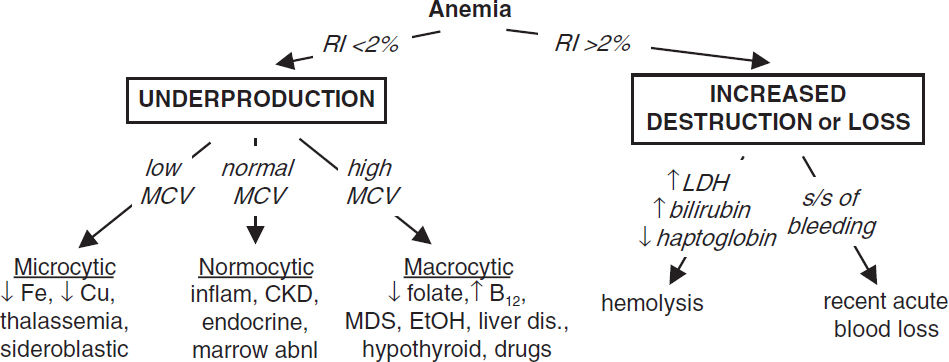 Anemia
RI <2%
RI >2%
UNDERPRODUCTION
INCREASED
DESTRUCTION or LOSS
low
MCV
normal
MCV
high
MCV
↑LDH
↑bilirubin
↓haptoglobin
s/s of
bleeding
Microcytic
↓Fe, ↓Cu,
thalassemia,
sideroblastic
Normocytic
inflam, CKD,
endocrine,
marrow abnl
Macrocytic
↓folate,↑B12,
MDS, EtOH, liver dis.,
hypothyroid, drugs
hemolysis
recent acute
blood loss